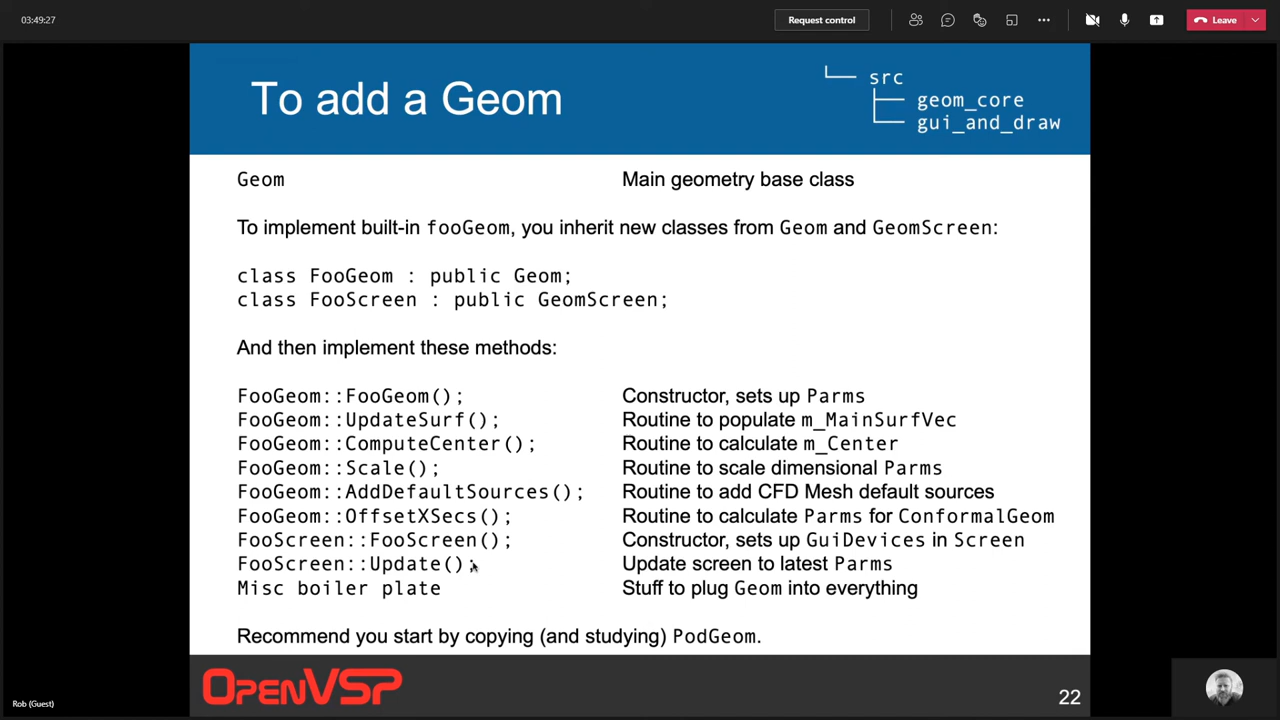 03:49:27
Request control
Leave
To add a Geom
src
geom_core
gui_and_draw
Geom Main geometry base class
To implement built-in fooGeom, you inherit new classes from Geom and GeomScreen:
class FooGeom : public Geom;
class FooScreen : public GeomScreen;
And then implement these methods:
FooGeom::FooGeom(); Constructor, sets up Parms
FooGeom::UpdateSurf(); Routine to populate m_MainSurfVec
FooGeom::ComputeCenter(); Routine to calculate m_Center
FooGeom::Scale(); Routine to scale dimensional Parms
FooGeom::AddDefaultSources(); Routine to add CFD Mesh default sources
FooGeom::OffsetXSecs(); Routine to calculate Parms for ConformalGeom
FooScreen::FooScreen(); Constructor, sets up GuiDevices in Screen
FooScreen::Update(); Update screen to latest Parms
Misc boiler plate Stuff to plug Geom into everything
Recommend you start by copying (and studying) PodGeom.
OpenVSP
22
Rob (Guest)